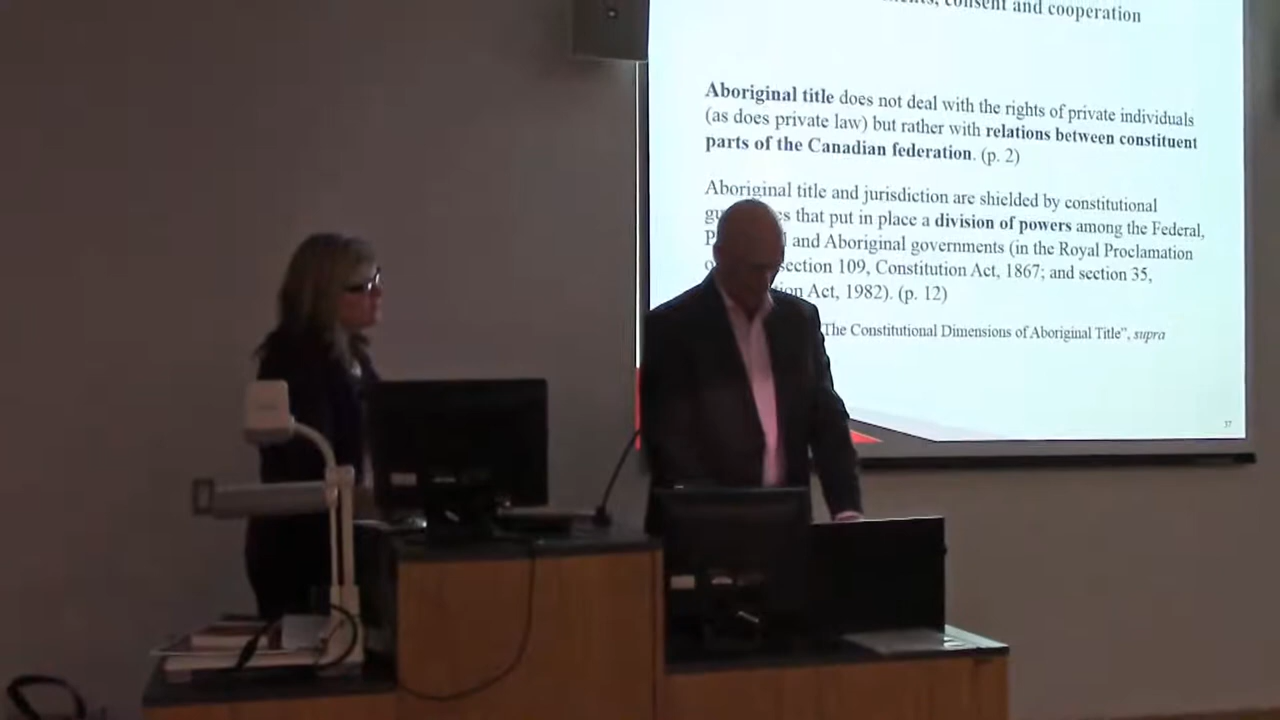 consent and cooperation
Aboriginal title does not deal with the rights of private individuals
(as does private law) but rather with relations between constituent
parts of the Canadian federation. (p. 2)
Aboriginal title and jurisdiction are shielded by constitutional
that put in place a division of powers among the Federal,
and Aboriginal governments (in the Royal Proclamation
section 109, Constitution Act, 1867; and section 35,
Act, 1982). (p. 12)
The Constitutional Dimensions of Aboriginal Title", supra
37